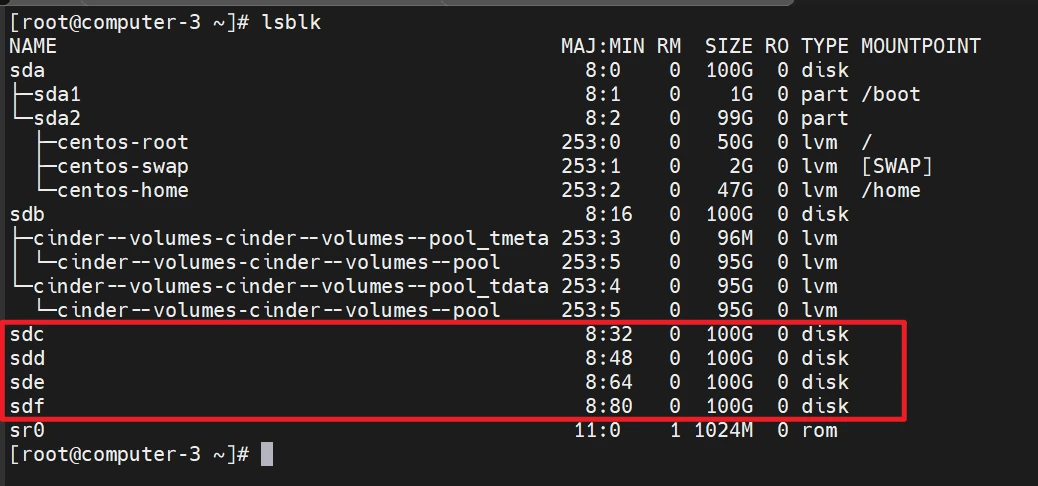 [root@computer-3 ~]# lsblk
NAME                                          MAJ:MIN RM  SIZE RO TYPE MOUNTPOINT
sda                                             8:0    0  100G  0 disk
├─sda1                                          8:1    0    1G  0 part /boot
└─sda2                                          8:2    0   99G  0 part
  ├─centos-root                               253:0    0   50G  0 lvm  /
  ├─centos-swap                               253:1    0    2G  0 lvm  [SWAP]
  └─centos-home                               253:2    0   47G  0 lvm  /home
sdb                                             8:16   0  100G  0 disk
├─cinder--volumes-cinder--volumes--pool_tmeta 253:3    0   96M  0 lvm
│ └─cinder--volumes-cinder--volumes--pool     253:5    0   95G  0 lvm
└─cinder--volumes-cinder--volumes--pool_tdata 253:4    0   95G  0 lvm
  └─cinder--volumes-cinder--volumes--pool     253:5    0   95G  0 lvm
sdc                                             8:32   0  100G  0 disk
sdd                                             8:48   0  100G  0 disk
sde                                             8:64   0  100G  0 disk
sdf                                             8:80   0  100G  0 disk
sr0                                            11:0    1 1024M  0 rom
[root@computer-3 ~]#